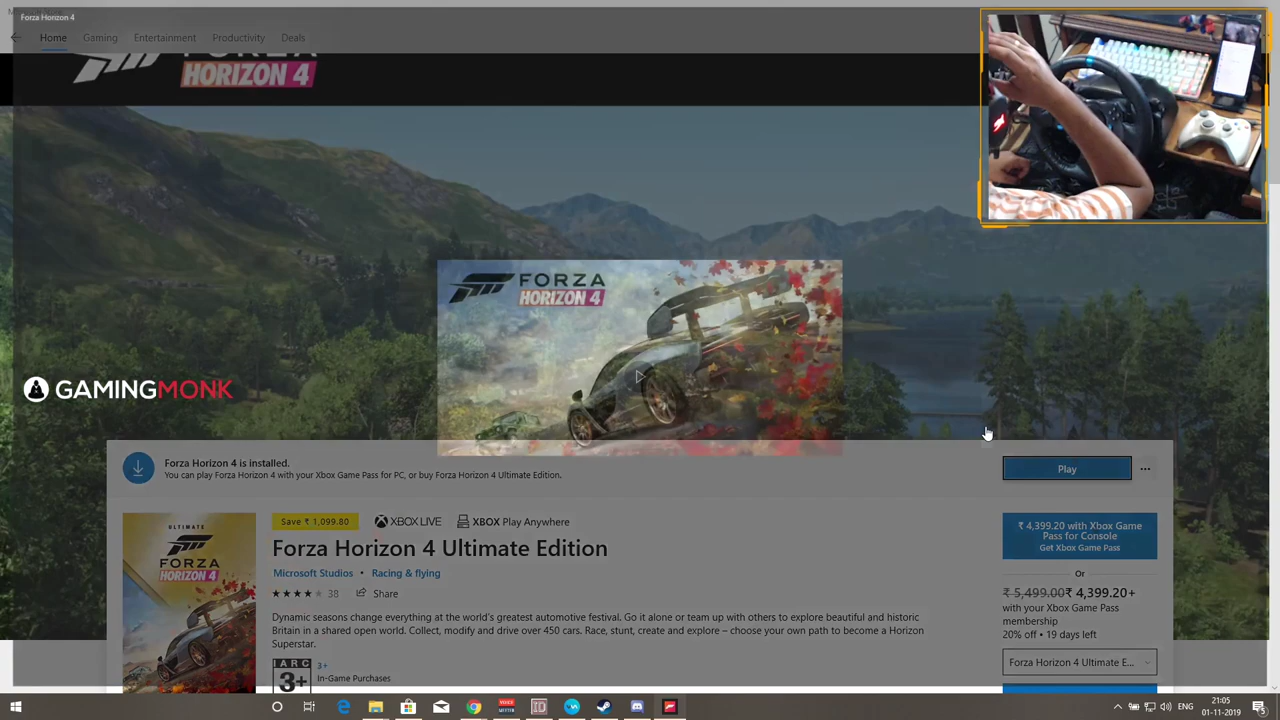 Forza Horizon 4
Home Gaming Entertainment Productivity Deals
FORZA
HORIZON 4
FORZA
HORIZON 4
GAMINGMONK
Forza Horizon 4 is installed.
You can play Forza Horizon 4 with your Xbox Game Pass for PC, or buy Forza Horizon 4 Ultimate Edition.
Play
ULTIMATE
FORZA
HORIZON 4
Save ₹ 1,099.80 XBOX LIVE XBOX Play Anywhere
Forza Horizon 4 Ultimate Edition
Microsoft Studios • Racing & flying
38 Share
Dynamic seasons change everything at the world's greatest automotive festival. Go it alone or team up with others to explore beautiful and historic
Britain in a shared open world. Collect, modify and drive over 450 cars. Race, stunt, create and explore – choose your own path to become a Horizon
Superstar.
IARC
3+
3+
In-Game Purchases
₹ 4,399.20 with Xbox Game
Pass for Console
Get Xbox Game Pass
Or
₹ 5,499.00 ₹ 4,399.20+
with your Xbox Game Pass
membership
20% off • 19 days left
Forza Horizon 4 Ultimate E...
ENG
21:05
01-11-2019